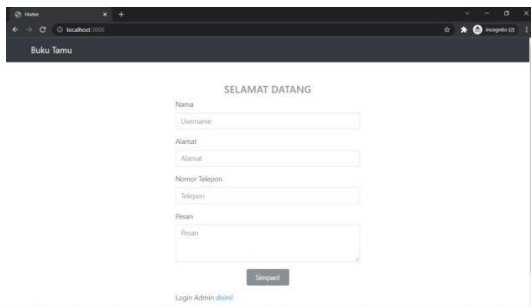 Home
localhost:3000
Incognito (2)
Buku Tamu
SELAMAT DATANG
Nama
Username
Alamat
Alamat
Nomor Telepon
Telepon
Pesan
Pesan
Simpan!
Login Admin disini!